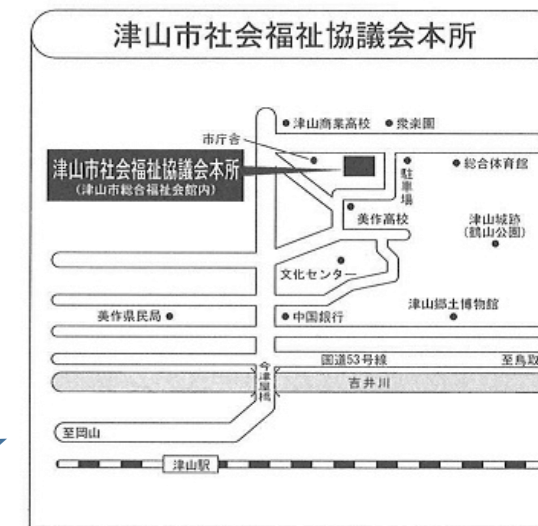 津山市社会福祉協議会本所
津山商業高校
衆楽園
市庁舎
津山市社会福祉協議会本所
(津山市総合福祉会館内)
駐車場
総合体育館
美作高校
津山城跡
(鶴山公園)
文化センター
津山郷土博物館
美作県民局
中国銀行
国道53号線
至鳥取
今津屋橋
吉井川
至岡山
津山駅